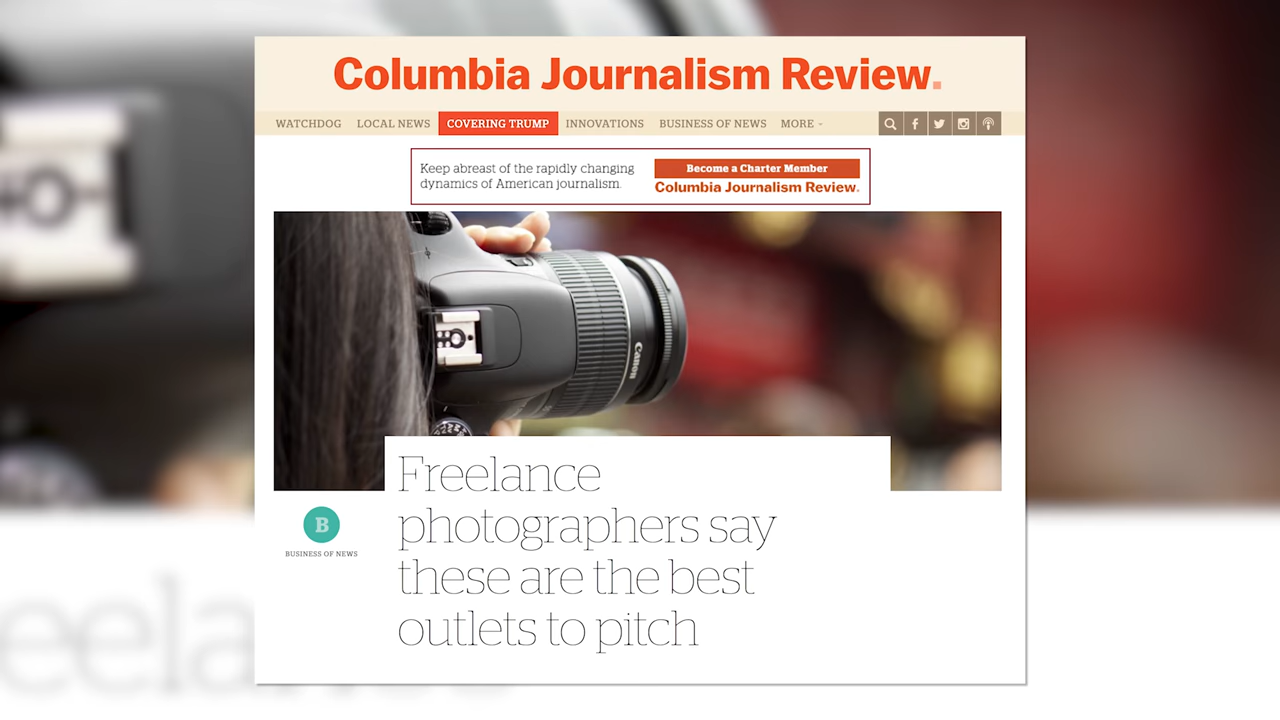 Columbia Journalism Review.
WATCHDOG LOCAL NEWS COVERING TRUMP INNOVATIONS BUSINESS OF NEWS MORE
Keep abreast of the rapidly changing
dynamics of American journalism.
Become a Charter Member
Columbia Journalism Review.
Canon
Freelance
photographers say
these are the best
outlets to pitch
B
BUSINESS OF NEWS